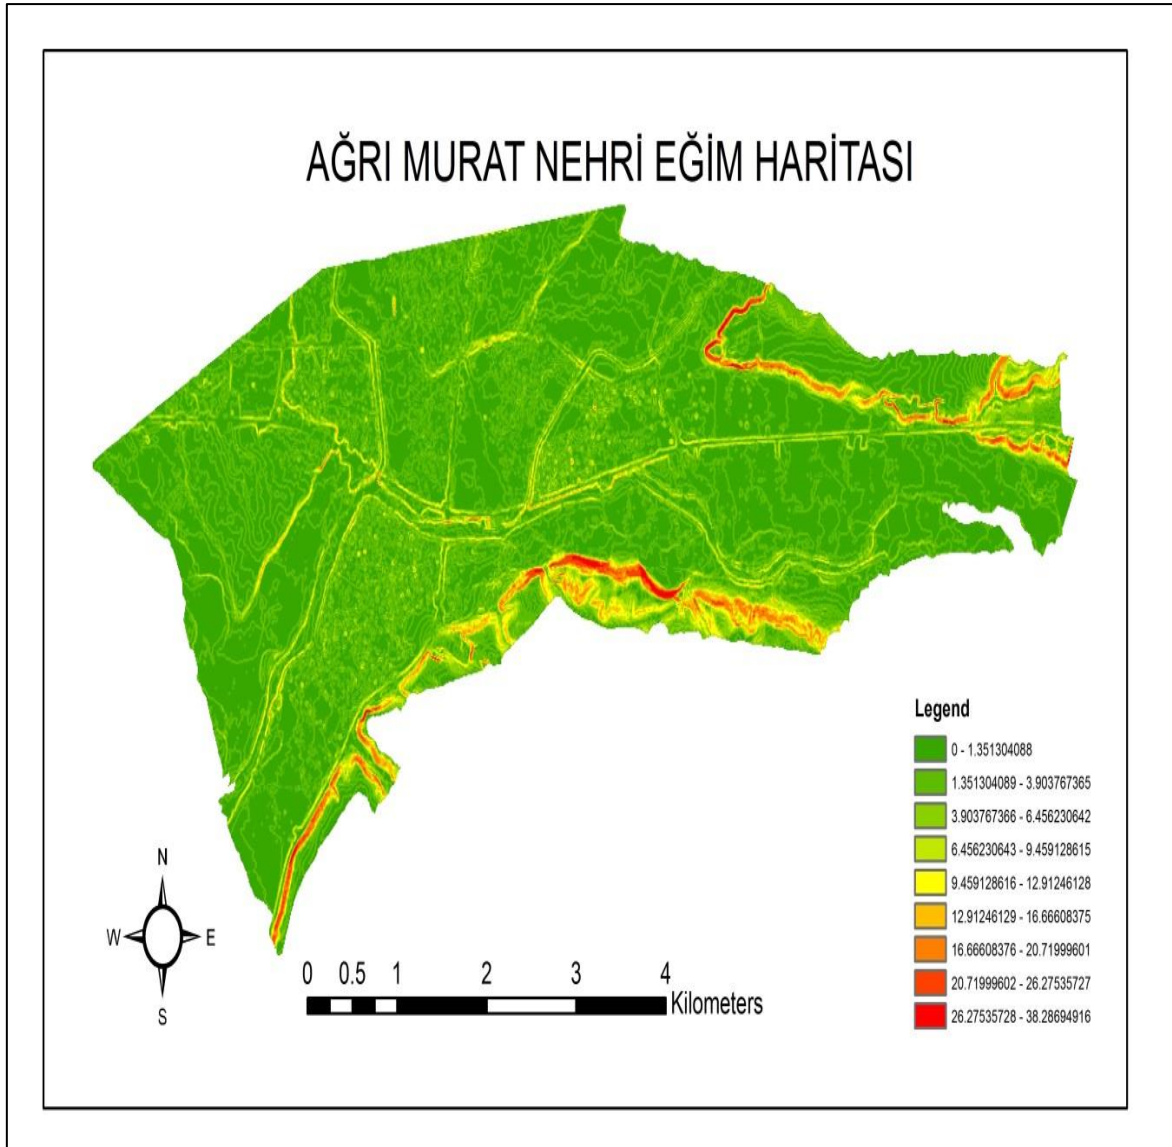 AĞRI MURAT NEHRİ EĞİM HARİTASI
Legend
0 - 1.351304088
1.351304089 - 3.903767365
3.903767366 - 6.456230642
6.456230643 - 9.459128615
9.459128616 - 12.91246128
12.91246129 - 16.66608375
16.66608376 - 20.71999601
20.71999602 - 26.27535727
26.27535728 - 38.28694916
N
W E
S
0 0.5 1 2 3 4
Kilometers